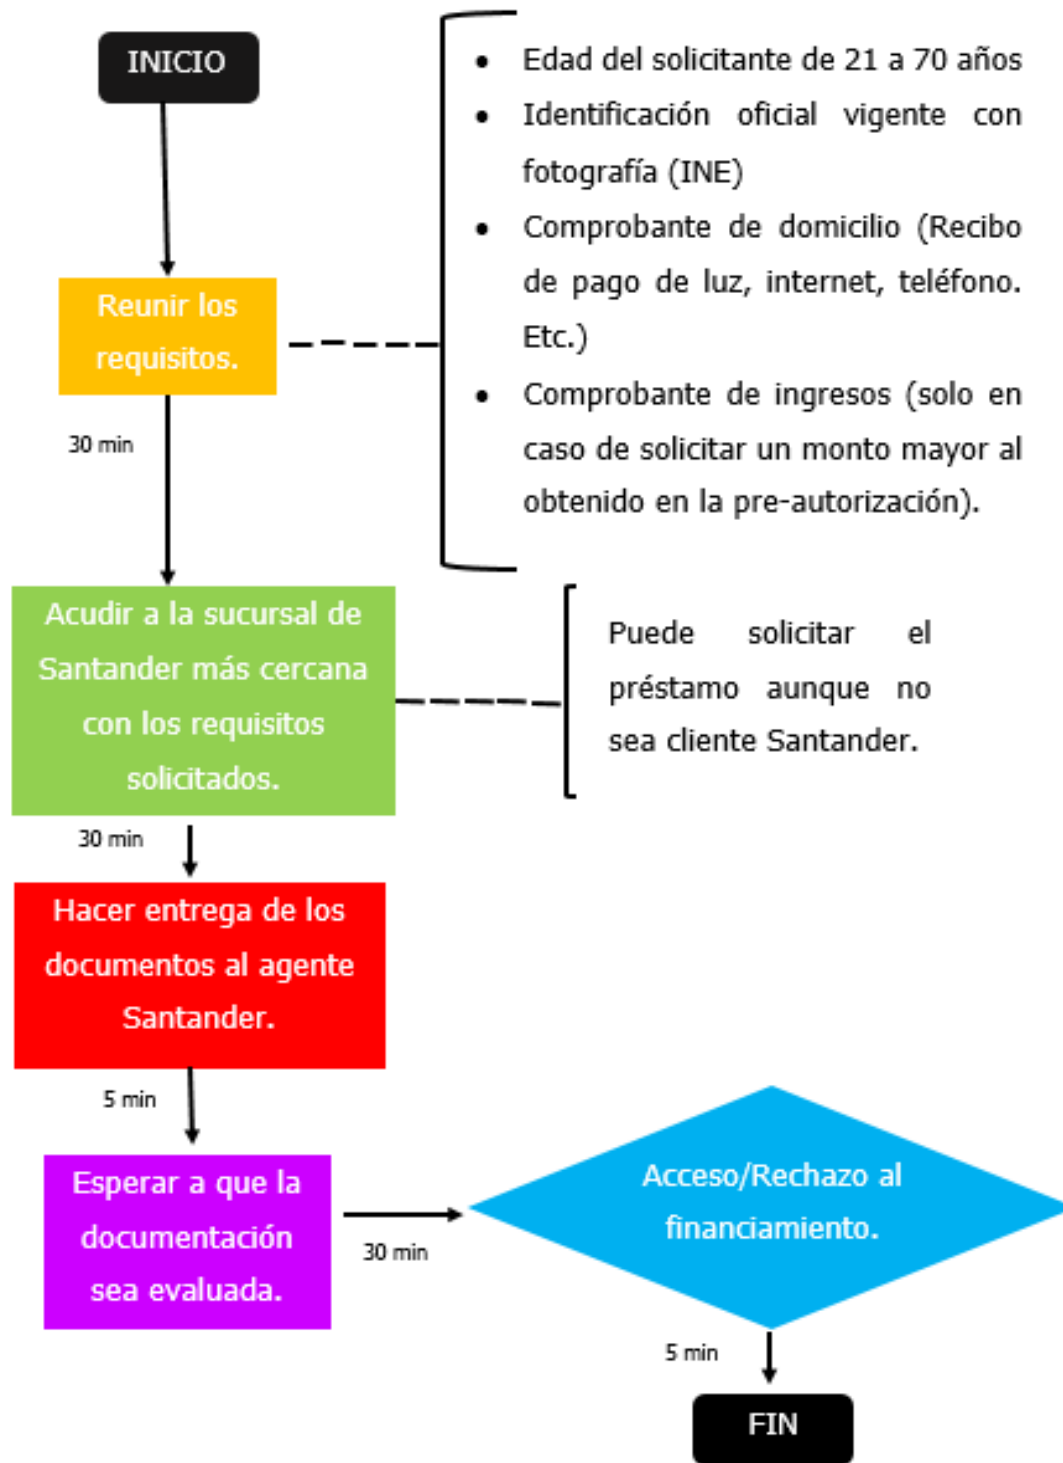 INICIO
• Edad del solicitante de 21 a 70 años
• Identificación oficial vigente con
fotografía (INE)
• Comprobante de domicilio (Recibo
de pago de luz, internet, teléfono.
Etc.)
• Comprobante de ingresos (solo en
caso de solicitar un monto mayor al
obtenido en la pre-autorización).
Reunir los
requisitos.
30 min
Acudir a la sucursal de
Santander más cercana
con los requisitos
solicitados.
Puede solicitar el
préstamo aunque no
sea cliente Santander.
30 min
Hacer entrega de los
documentos al agente
Santander.
5 min
Esperar a que la
documentación
sea evaluada.
30 min
Acceso/Rechazo al
financiamiento.
5 min
FIN